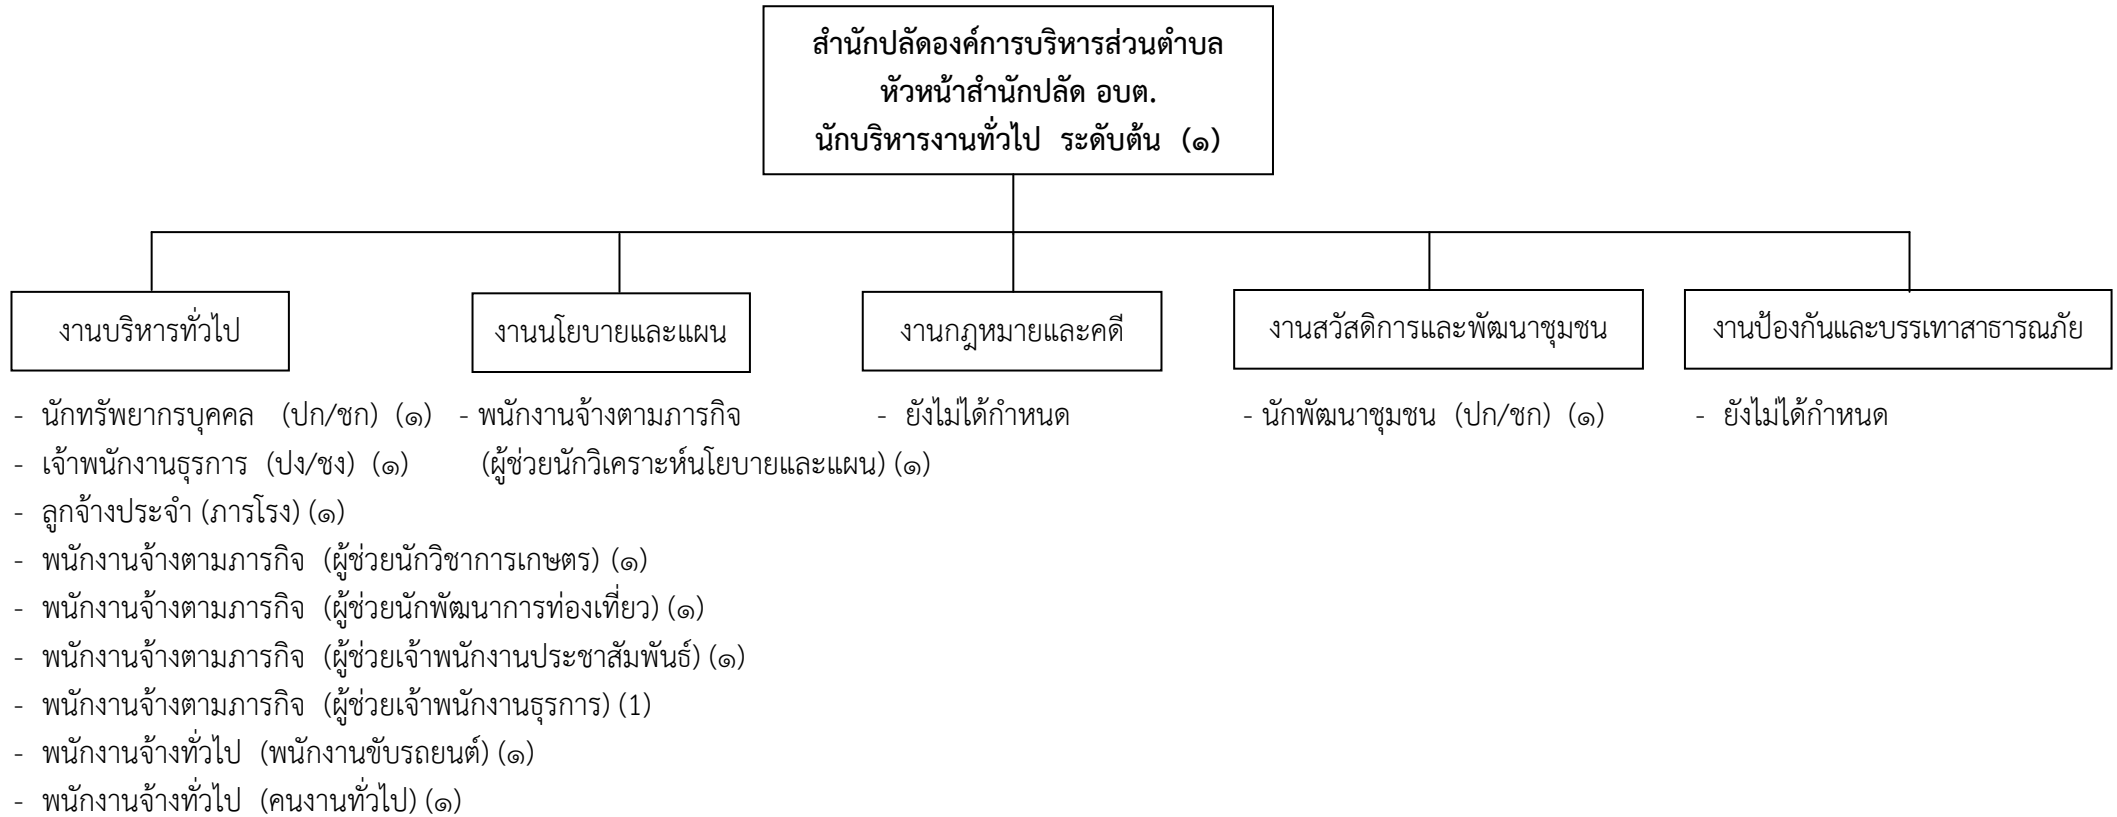 สำนักปลัดองค์การบริหารส่วนตำบล
หัวหน้าสำนักปลัด อบต.
นักบริหารงานทั่วไป ระดับต้น (๑)
งานบริหารทั่วไป
- นักทรัพยากรบุคคล (ปก/ชก) (๑)
- เจ้าพนักงานธุรการ (ปง/ชง) (๑)
- ลูกจ้างประจำ (ภารโรง) (๑)
- พนักงานจ้างตามภารกิจ (ผู้ช่วยนักวิชาการเกษตร) (๑)
- พนักงานจ้างตามภารกิจ (ผู้ช่วยนักพัฒนาการท่องเที่ยว) (๑)
- พนักงานจ้างตามภารกิจ (ผู้ช่วยเจ้าพนักงานประชาสัมพันธ์) (๑)
- พนักงานจ้างตามภารกิจ (ผู้ช่วยเจ้าพนักงานธุรการ) (1)
- พนักงานจ้างทั่วไป (พนักงานขับรถยนต์) (๑)
- พนักงานจ้างทั่วไป (คนงานทั่วไป) (๑)
งานนโยบายและแผน
- พนักงานจ้างตามภารกิจ
(ผู้ช่วยนักวิเคราะห์นโยบายและแผน) (๑)
งานกฎหมายและคดี
- ยังไม่ได้กำหนด
งานสวัสดิการและพัฒนาชุมชน
- นักพัฒนาชุมชน (ปก/ชก) (๑)
งานป้องกันและบรรเทาสาธารณภัย
- ยังไม่ได้กำหนด